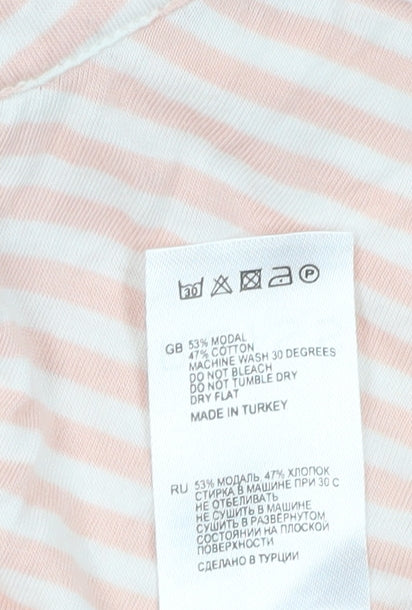 30 P
GB 53% MODAL
47% COTTON
MACHINE WASH 30 DEGREES
DO NOT BLEACH
DO NOT TUMBLE DRY
DRY FLAT
MADE IN TURKEY
RU 53% МОДАЛЬ, 47% ХЛОПОК
СТИРКА В МАШИНЕ ПРИ 30 С
НЕ ОТБЕЛИВАТЬ
НЕ СУШИТЬ В МАШИНЕ
СУШИТЬ В РАЗВЕРНУТОМ
СОСТОЯНИИ НА ПЛОСКОЙ
ПОВЕРХНОСТИ
СДЕЛАНО В ТУРЦИИ